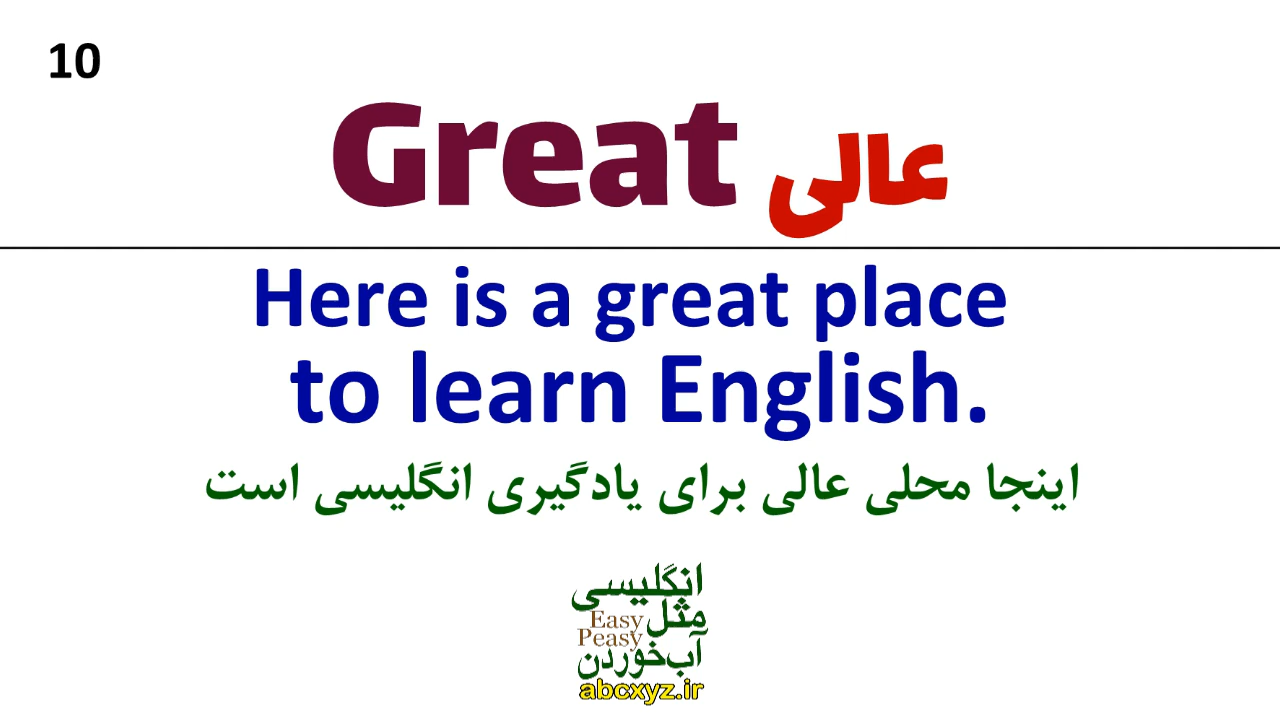 10
Great عالی
Here is a great place
to learn English.
اینجا محلی عالی برای یادگیری انگلیسی است
انگلیسی
مثل Easy
Peasy
آب‌خوردن
abcxyz.ir